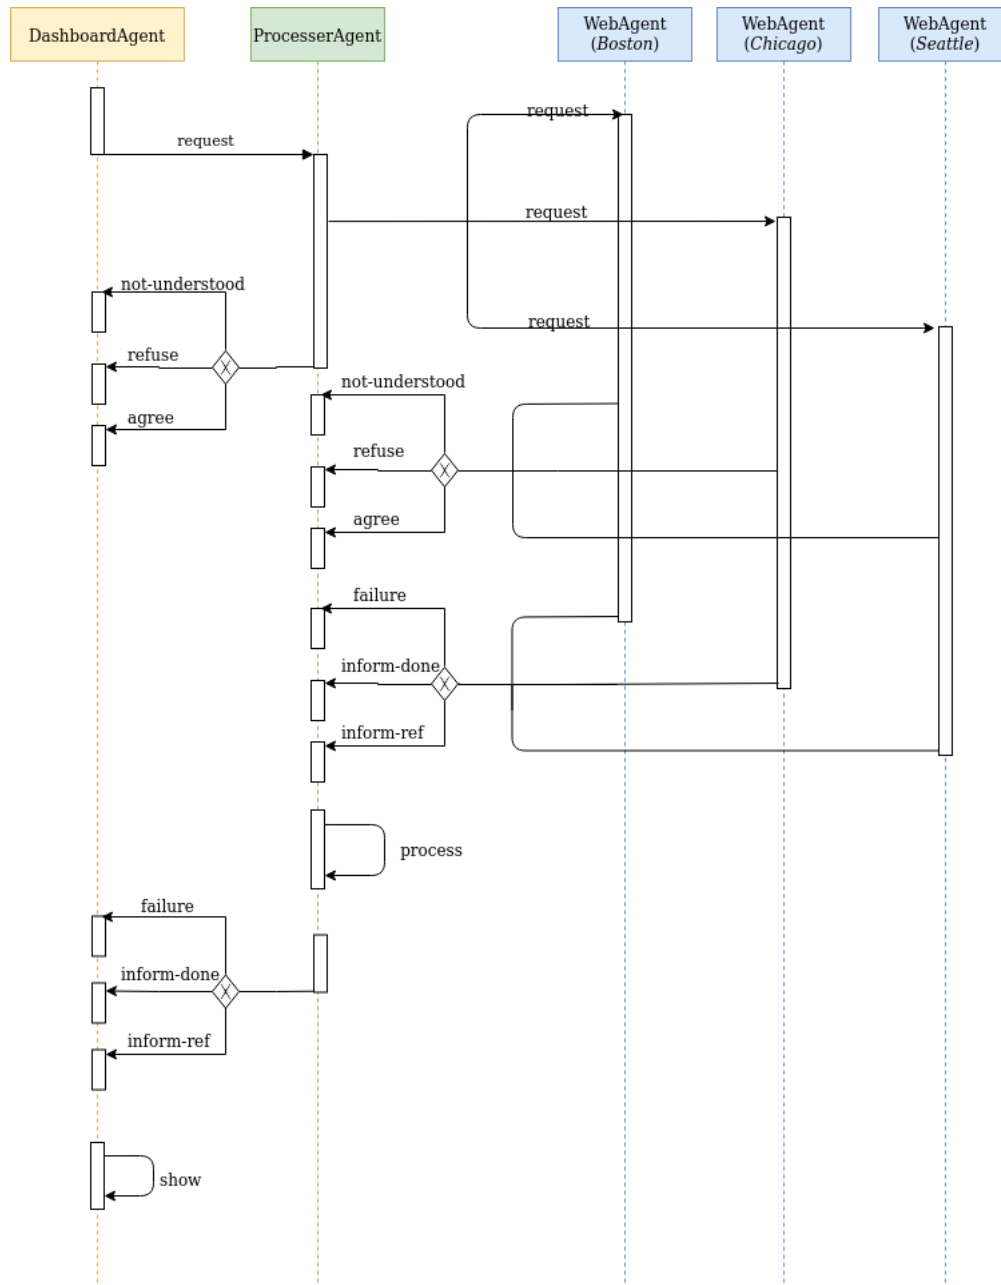 DashboardAgent
ProcesserAgent
WebAgent
(Boston)
WebAgent
(Chicago)
WebAgent
(Seattle)
request
request
request
request
not-understood
refuse
agree
not-understood
refuse
agree
failure
inform-done
inform-ref
process
failure
inform-done
inform-ref
show
X
X
X
X